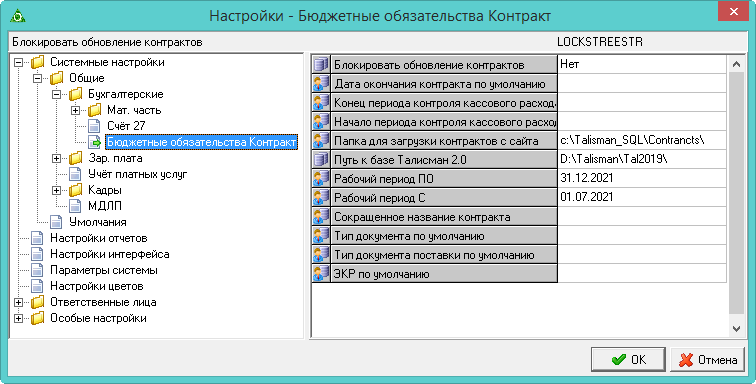 Настройки - Бюджетные обязательства Контракт
Блокировать обновление контрактов LOCKSTREESTR
Системные настройки
Общие
Бухгалтерские
Мат. часть
Счёт 27
Бюджетные обязательства Контракт
Зар. плата
Учёт платных услуг
Кадры
МДЛП
Умолчания
Настройки отчетов
Настройки интерфейса
Параметры системы
Настройки цветов
Ответственные лица
Особые настройки
Блокировать обновление контрактов Нет
Дата окончания контракта по умолчанию
Конец периода контроля кассового расход
Начало периода контроля кассового расход
Папка для загрузки контрактов с сайта c:\Talisman_SQL\Contrancts\
Путь к базе Талисман 2.0 D:\Talisman\Tal2019\
Рабочий период ПО 31.12.2021
Рабочий период С 01.07.2021
Сокращенное название контракта
Тип документа по умолчанию
Тип документа поставки по умолчанию
ЭКР по умолчанию
OK Отмена